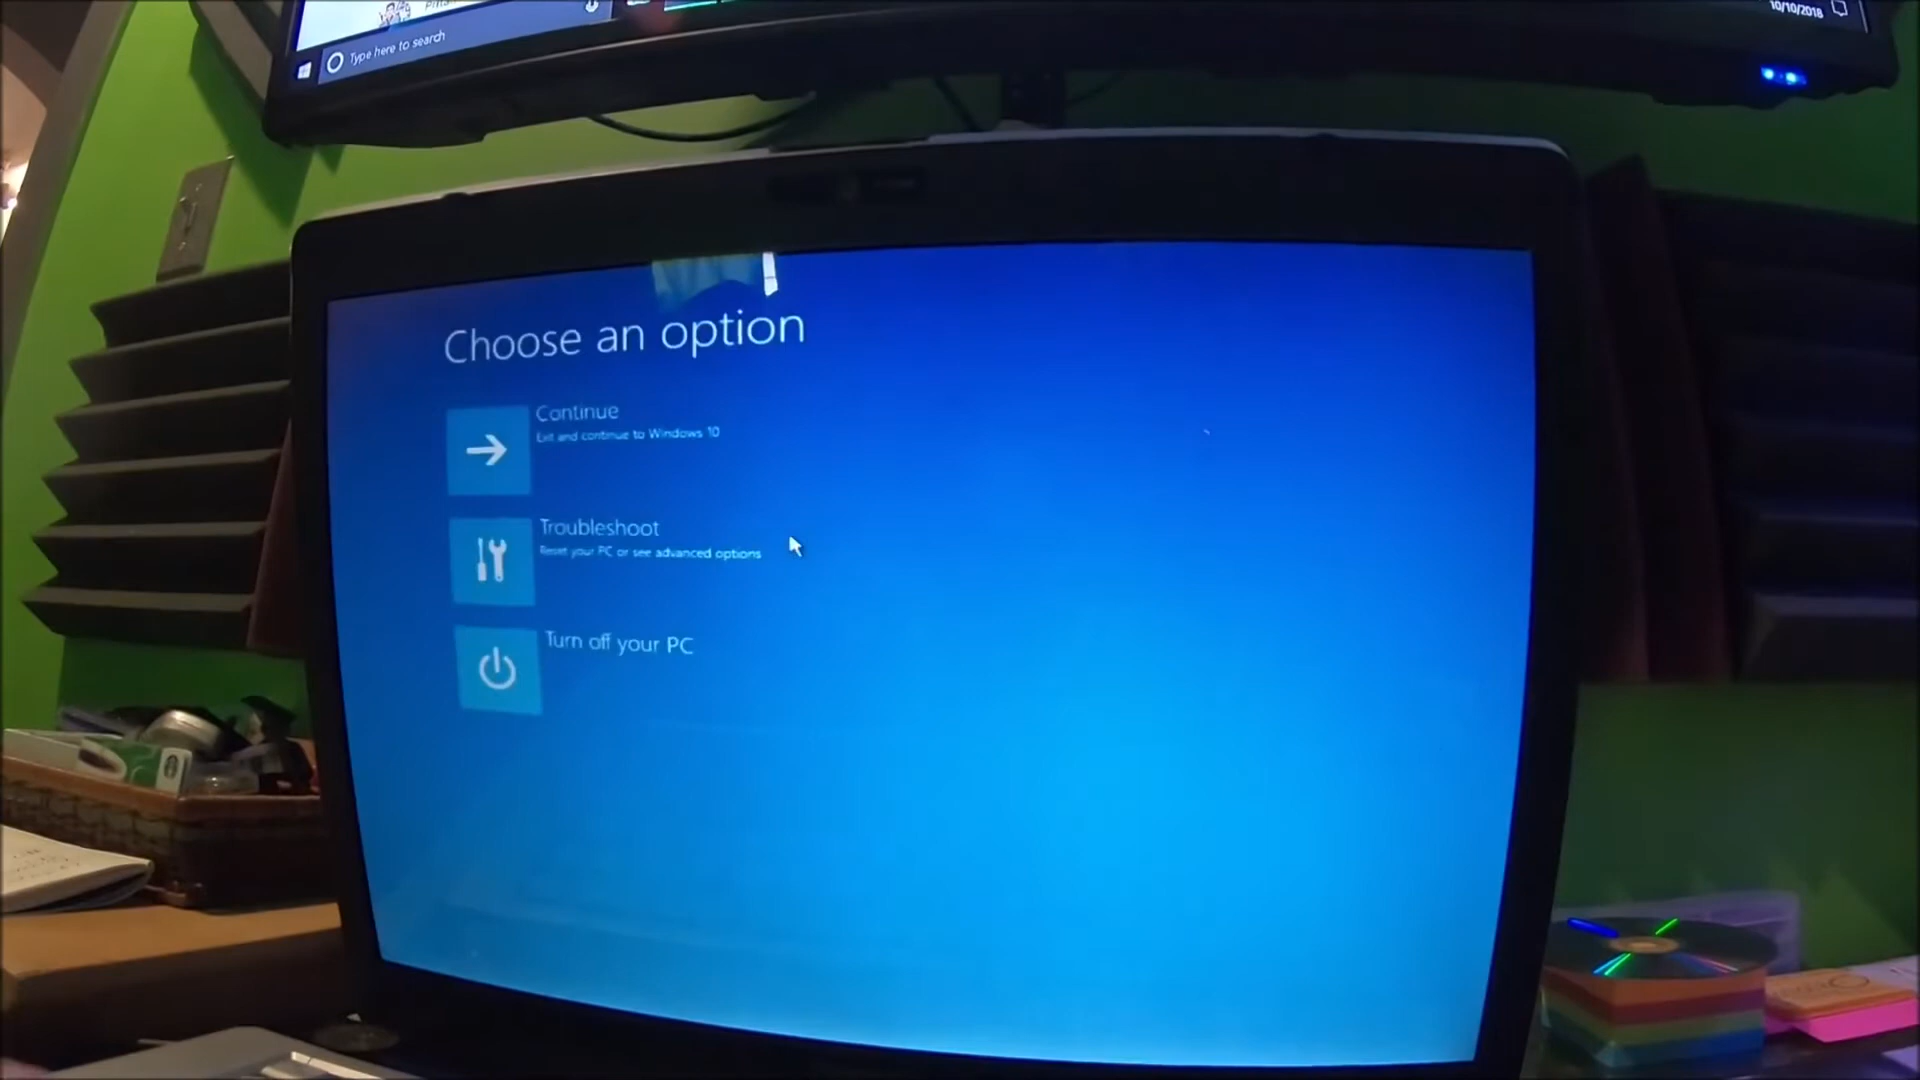 Type here to search
10/10/2018
Choose an option
Continue
Exit and continue to Windows 10
Troubleshoot
Reset your PC or see advanced options
Turn off your PC